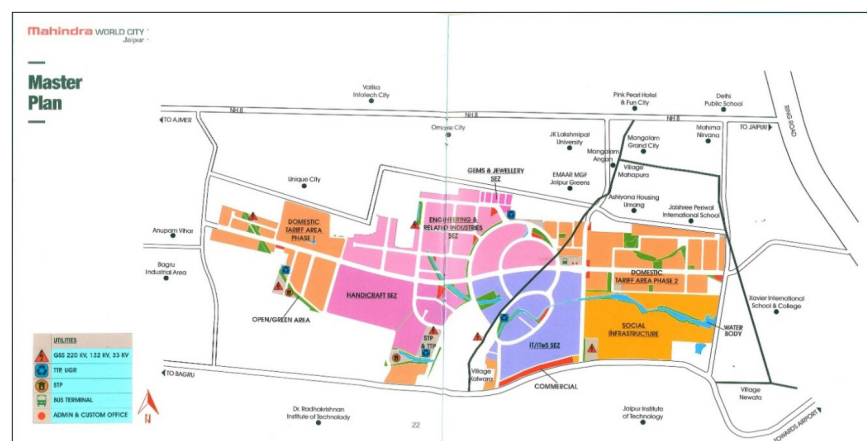 Mahindra WORLD CITY
Jaipur
Master
Plan
Vatika
Infotech City
Pink Pearl Hotel
& Fun City
Delhi
Public School
NH 8
NH 8
TO AJMER
TO JAIPUR
RING ROAD
Omaxe City
JK Lakshmipat
University
Mangalam
Grand City
Mahima
Nirvana
Mangalam
Angan
Village
Mahapura
GEMS & JEWELLERY
SEZ
EMAAR MGF
Jaipur Greens
Unique City
Ashiyana Housing
Umang
Jaishree Periwal
International School
DOMESTIC
TARIFF AREA
PHASE 1
ENGINEERING &
RELATED INDUSTRIES
SEZ
Anupam Vihar
Bagru
Industrial Area
DOMESTIC
TARIFF AREA PHASE 2
HANDICRAFT SEZ
Xavier International
School & College
OPEN/GREEN AREA
SOCIAL
INFRASTRUCTURE
WATER
BODY
STP
& TTP
IT/ITeS SEZ
UTILITIES
GSS 220 KV, 132 KV, 33 KV
TTP, UGR
STP
BUS TERMINAL
ADMIN & CUSTOM OFFICE
TO BAGRU
Village
Kalwara
COMMERCIAL
Village
Newata
Dr. Radhakrishnan
Institute of Technolody
22
Jaipur Institute
of Technology
TOWARDS AIRPORT